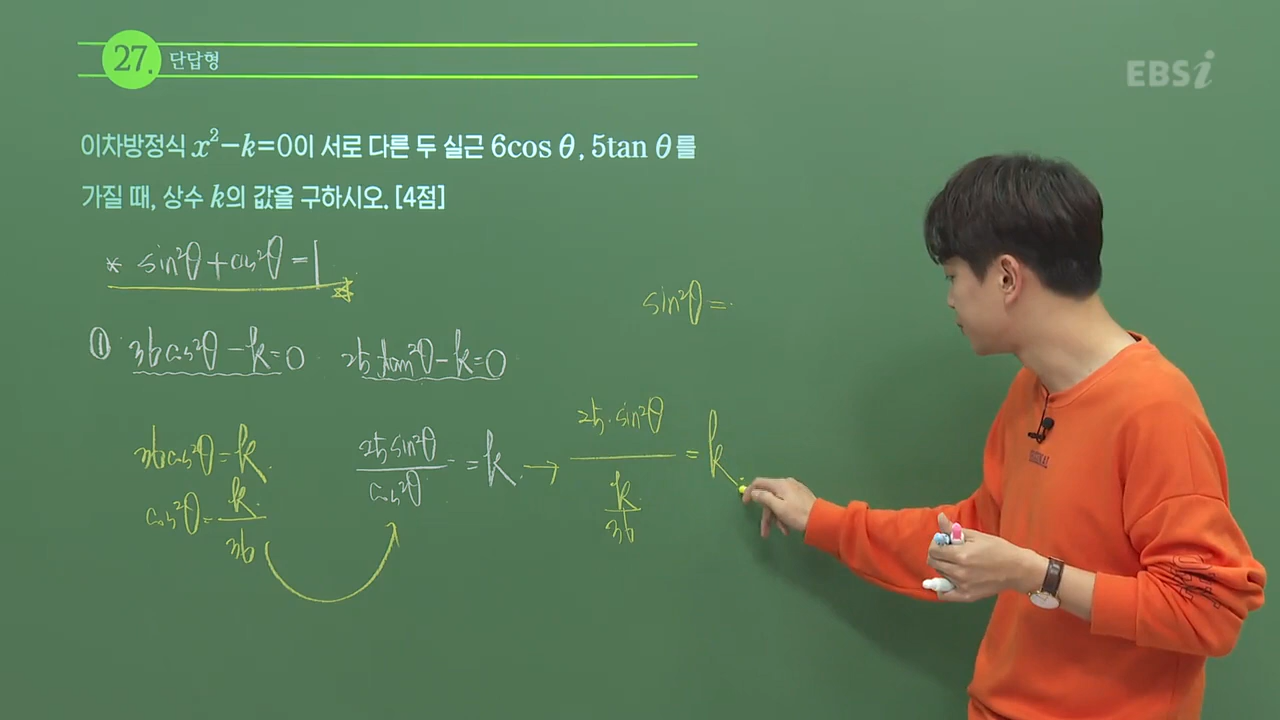 27. 단답형
EBSi
이차방정식 x²-k=0이 서로 다른 두 실근 6cos θ, 5tan θ를
가질 때, 상수 k의 값을 구하시오. [4점]
* sin²θ+cos²θ=1
sin²θ=
① 36cos²θ-k=0 25tan²θ-k=0
36cos²θ=k
cos²θ=k/36
25sin²θ/cos²θ=k → 25·sin²θ/(k/36)=k